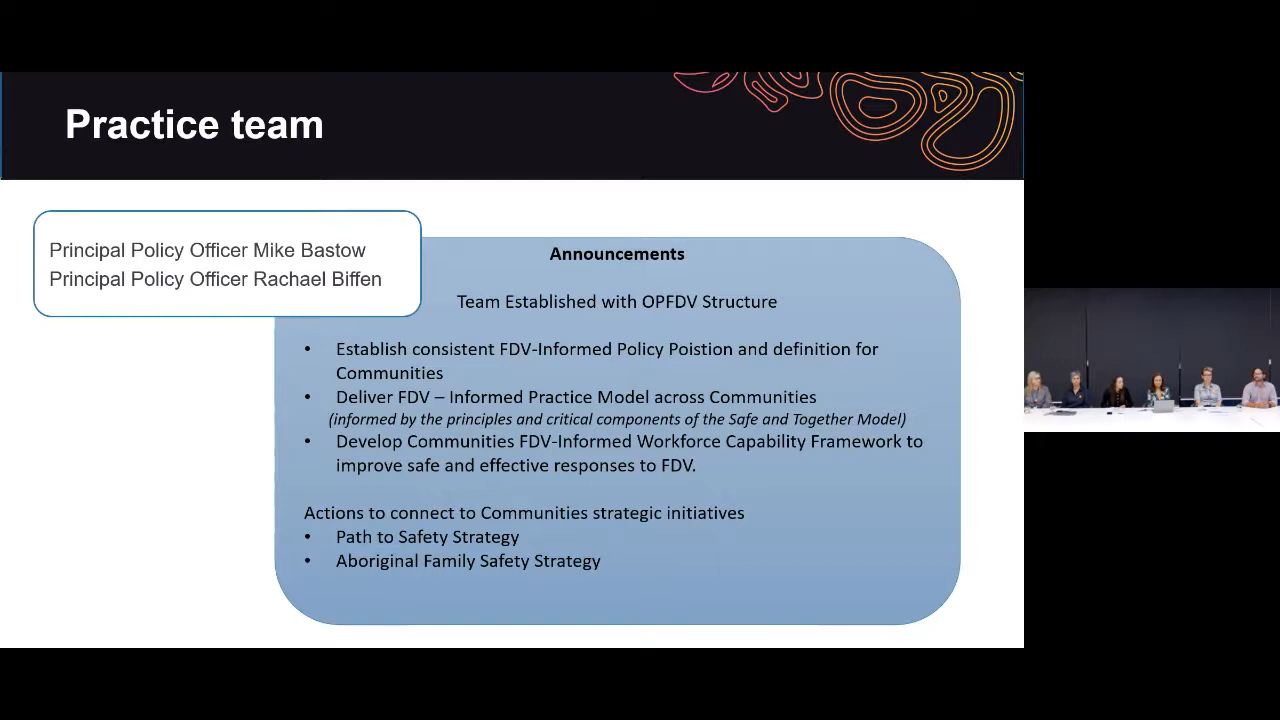 Practice team
Principal Policy Officer Mike Bastow
Principal Policy Officer Rachael Biffen
Announcements
Team Established with OPFDV Structure
• Establish consistent FDV-Informed Policy Poistion and definition for
Communities
• Deliver FDV – Informed Practice Model across Communities
(informed by the principles and critical components of the Safe and Together Model)
• Develop Communities FDV-Informed Workforce Capability Framework to
improve safe and effective responses to FDV.
Actions to connect to Communities strategic initiatives
• Path to Safety Strategy
• Aboriginal Family Safety Strategy